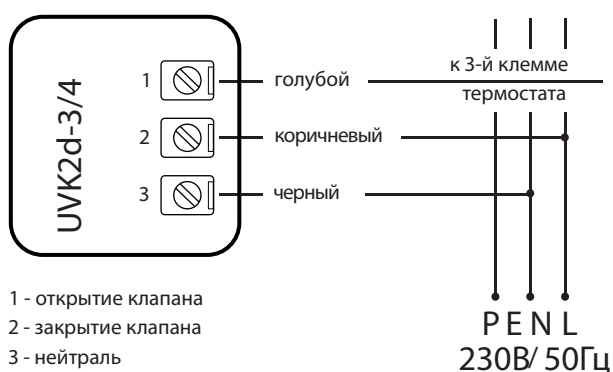 UVK2d-3/4
1 голубой
к 3-й клемме
термостата
2 коричневый
3 черный
1 - открытие клапана
2 - закрытие клапана
3 - нейтраль
PE N L
230В/ 50Гц